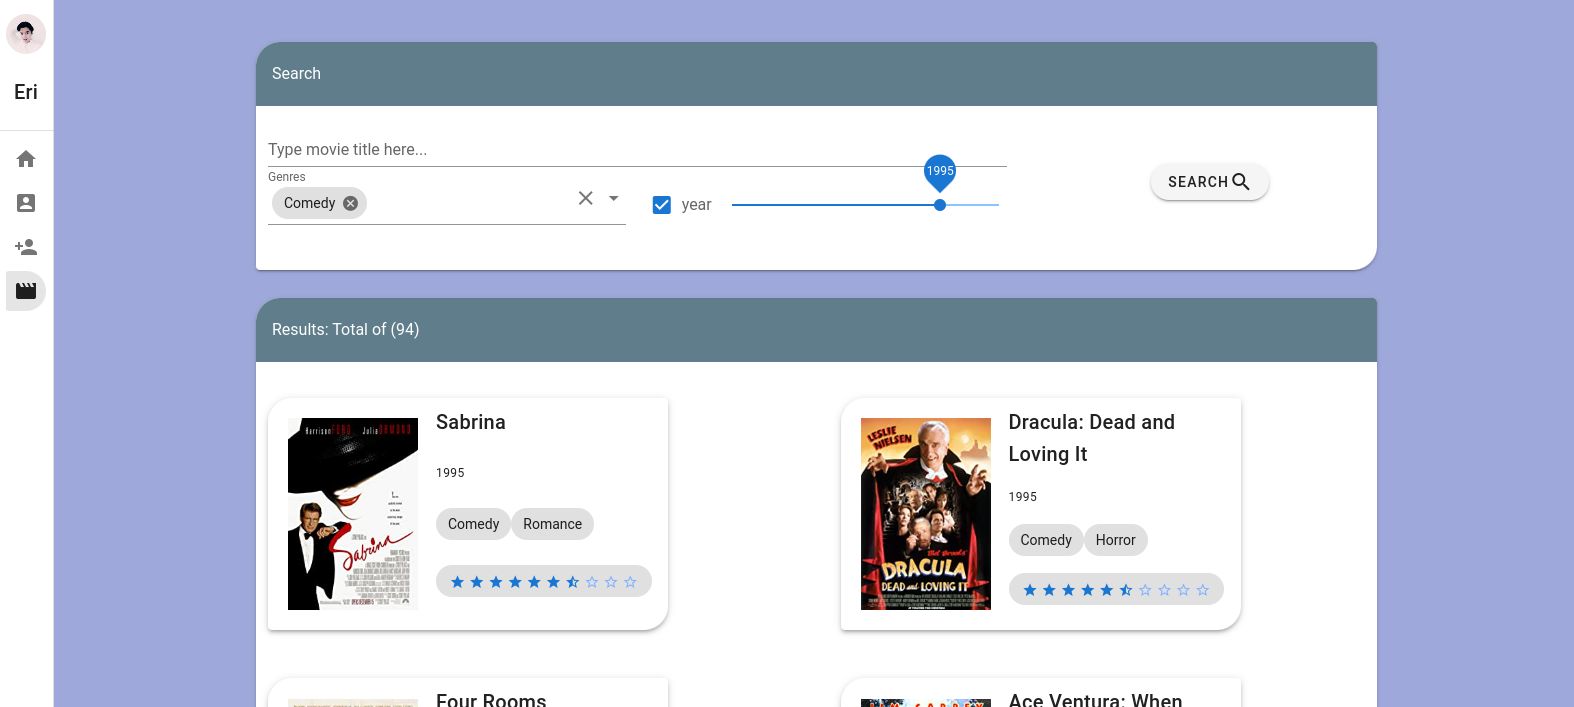 Eri
Search
Type movie title here...
Genres
Comedy
year
1995
SEARCH
Results: Total of (94)
Sabrina
1995
Comedy Romance
Harrison FORD Julia ORMOND
Sabrina
Dracula: Dead and
Loving It
1995
Comedy Horror
LESLIE
NIELSEN
DRACULA
DEAD and LOVING IT
Four Rooms
Ace Ventura: When
JIM CARREY